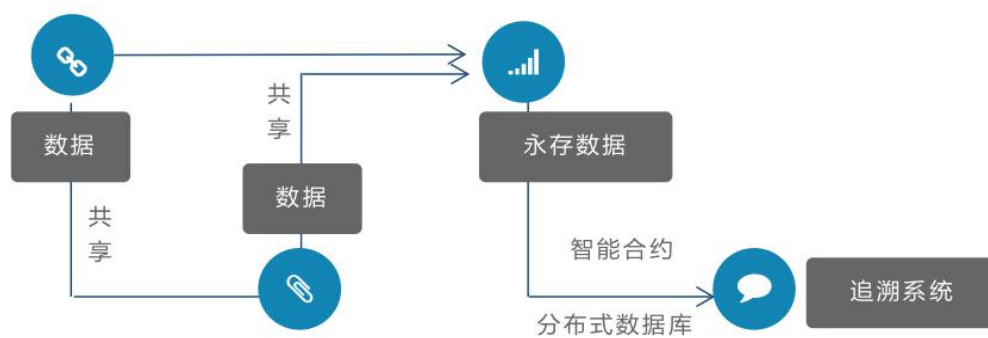 数据
共享
共享
数据
永存数据
智能合约
分布式数据库
追溯系统